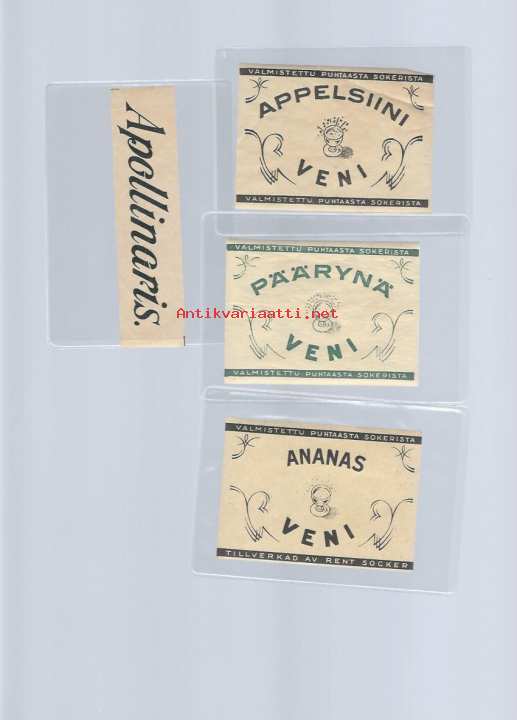 Apollinaris.
VALMISTETTU PUHTAASTA SOKERISTA
APPELSIINI
VENI
VALMISTETTU PUHTAASTA SOKERISTA
VALMISTETTU PUHTAASTA SOKERISTA
PÄÄRYNÄ
Antikvariaatti.net
VENI
VALMISTETTU PUHTAASTA SOKERISTA
VALMISTETTU PUHTAASTA SOKERISTA
ANANAS
VENI
TILLVERKAD AV RENT SOCKER